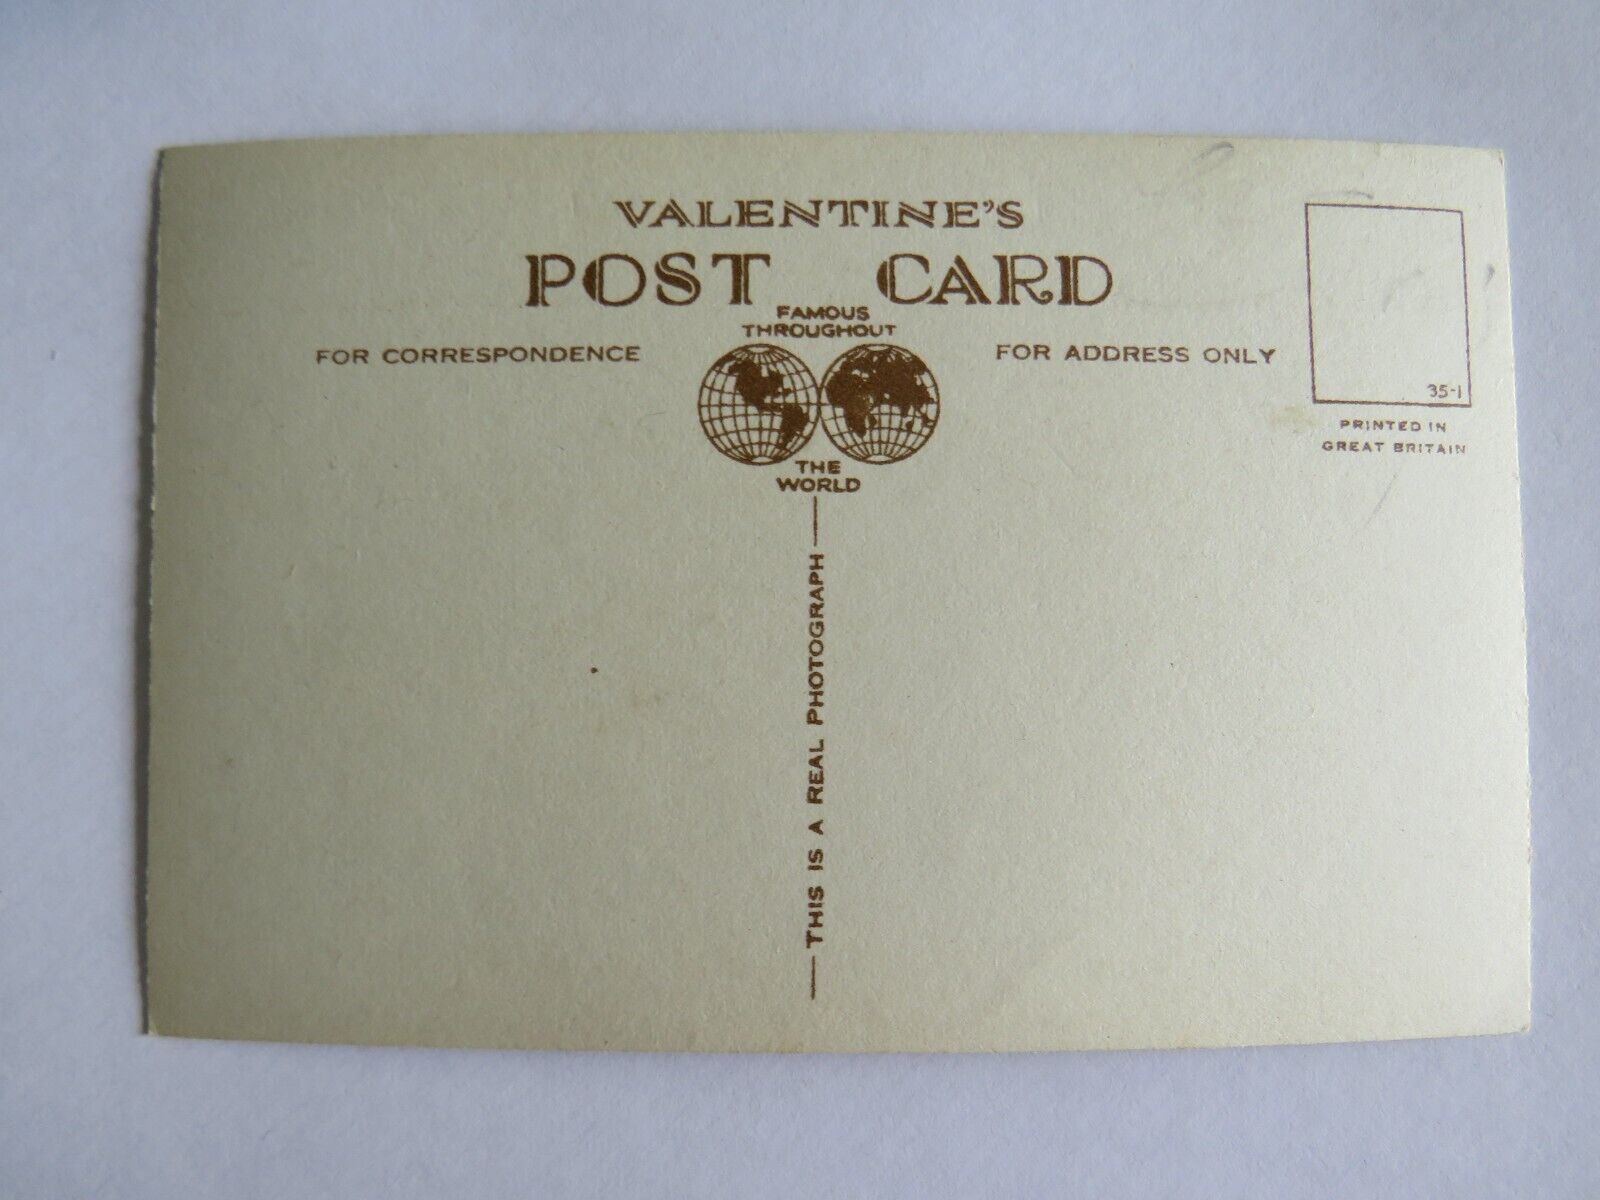 VALENTINE'S
POST CARD
FAMOUS
THROUGHOUT
THE
WORLD
FOR CORRESPONDENCE
FOR ADDRESS ONLY
35-1
PRINTED IN
GREAT BRITAIN
THIS IS A REAL PHOTOGRAPH